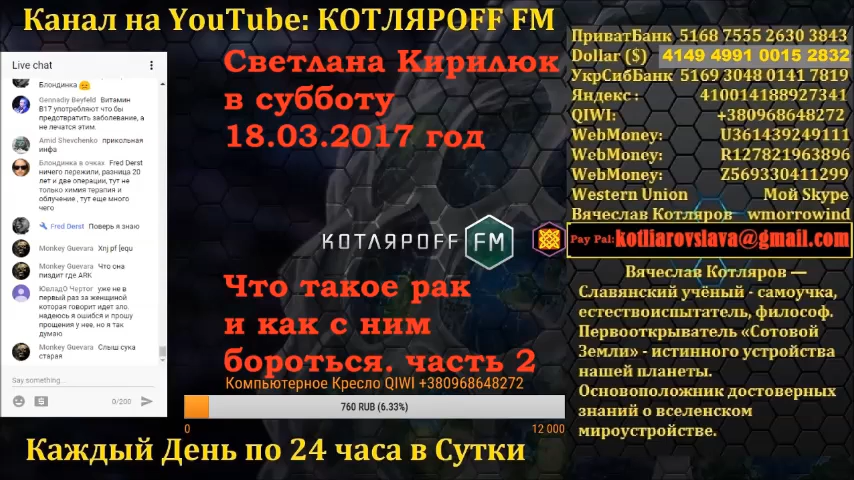 Канал на YouTube: КОТЛЯРОFF FM
Live chat
Блондинка
Gennadiy Beyfeld Витамин
В17 употребляют что бы
предотвратить заболевание, а
не лечатся этим.
Amid Shevchenko прикольная
инфа
Блондинка в очках Fred Derst
ничего пережили, разница 20
лет и две операции, тут не
только химия терапия и
облучение , тут еще много
чего
Fred Derst Поверь я знаю
Monkey Guevara Xnj pf [equ
Monkey Guevara Что она
пиздит где ARK
ЮвладО Чертог уже не в
первый раз за женщиной
которая говорит идет зло.
надеюсь я ошибся и прошу
прощения у нее, но я так
думаю
Monkey Guevara Слыш сука
старая
Say something...
0/200
Светлана Кирилюк
в субботу
18.03.2017 год
КОТЛЯРОFF FM
Что такое рак
и как с ним
бороться. часть 2
Компьютерное Кресло QIWI +380968648272
760 RUB (6.33%)
0 12 000
Каждый День по 24 часа в Сутки
ПриватБанк 5168 7555 2630 3843
Dollar ($) 4149 4991 0015 2832
УкрСибБанк 5169 3048 0141 7819
Яндекс : 410014188927341
QIWI: +380968648272
WebMoney: U361439249111
WebMoney: R127821963896
WebMoney: Z569330411299
Western Union Мой Skype
Вячеслав Котляров wmorrowind
Pay Pal: kotliarovslava@gmail.com
Вячеслав Котляров —
Славянский учёный - самоучка,
естествоиспытатель, философ.
Первооткрыватель «Сотовой
Земли» - истинного устройства
нашей планеты.
Основоположник достоверных
знаний о вселенском
мироустройстве.